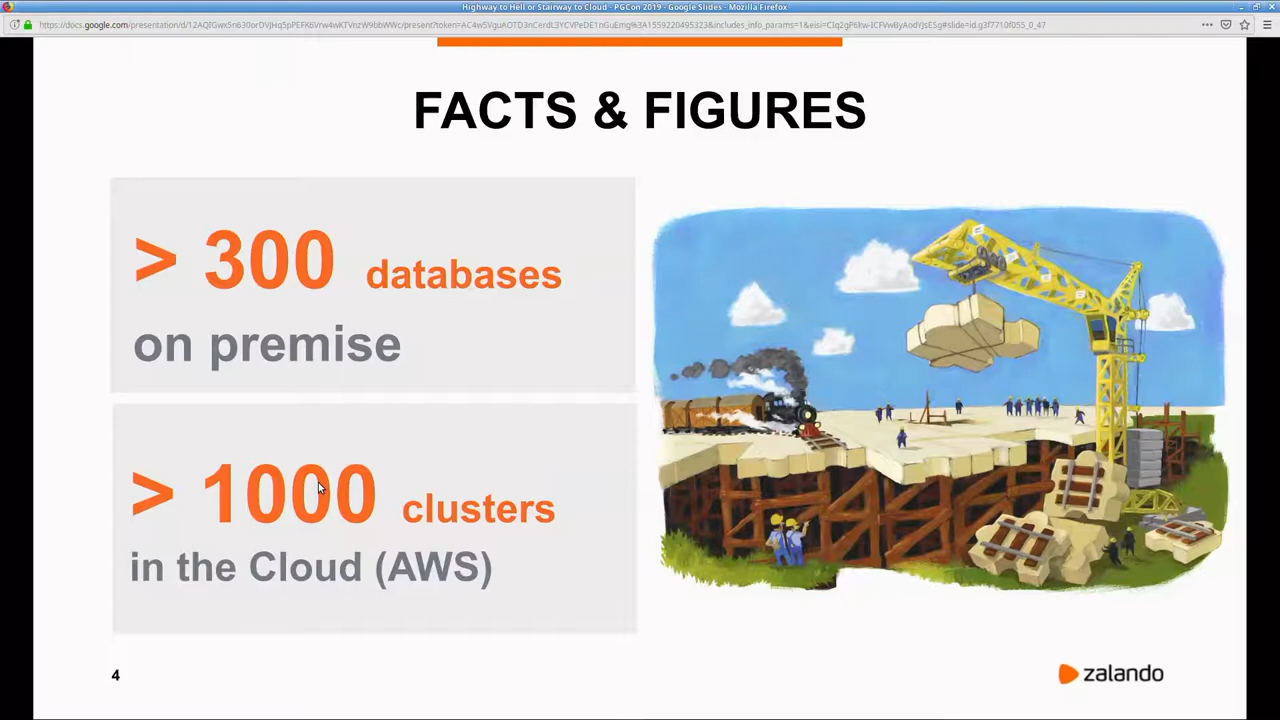 Highway to Hell or Stairway to Cloud - PGCon 2019 - Google Slides - Mozilla Firefox
FACTS & FIGURES
> 300 databases
on premise
> 1000 clusters
in the Cloud (AWS)
4
zalando